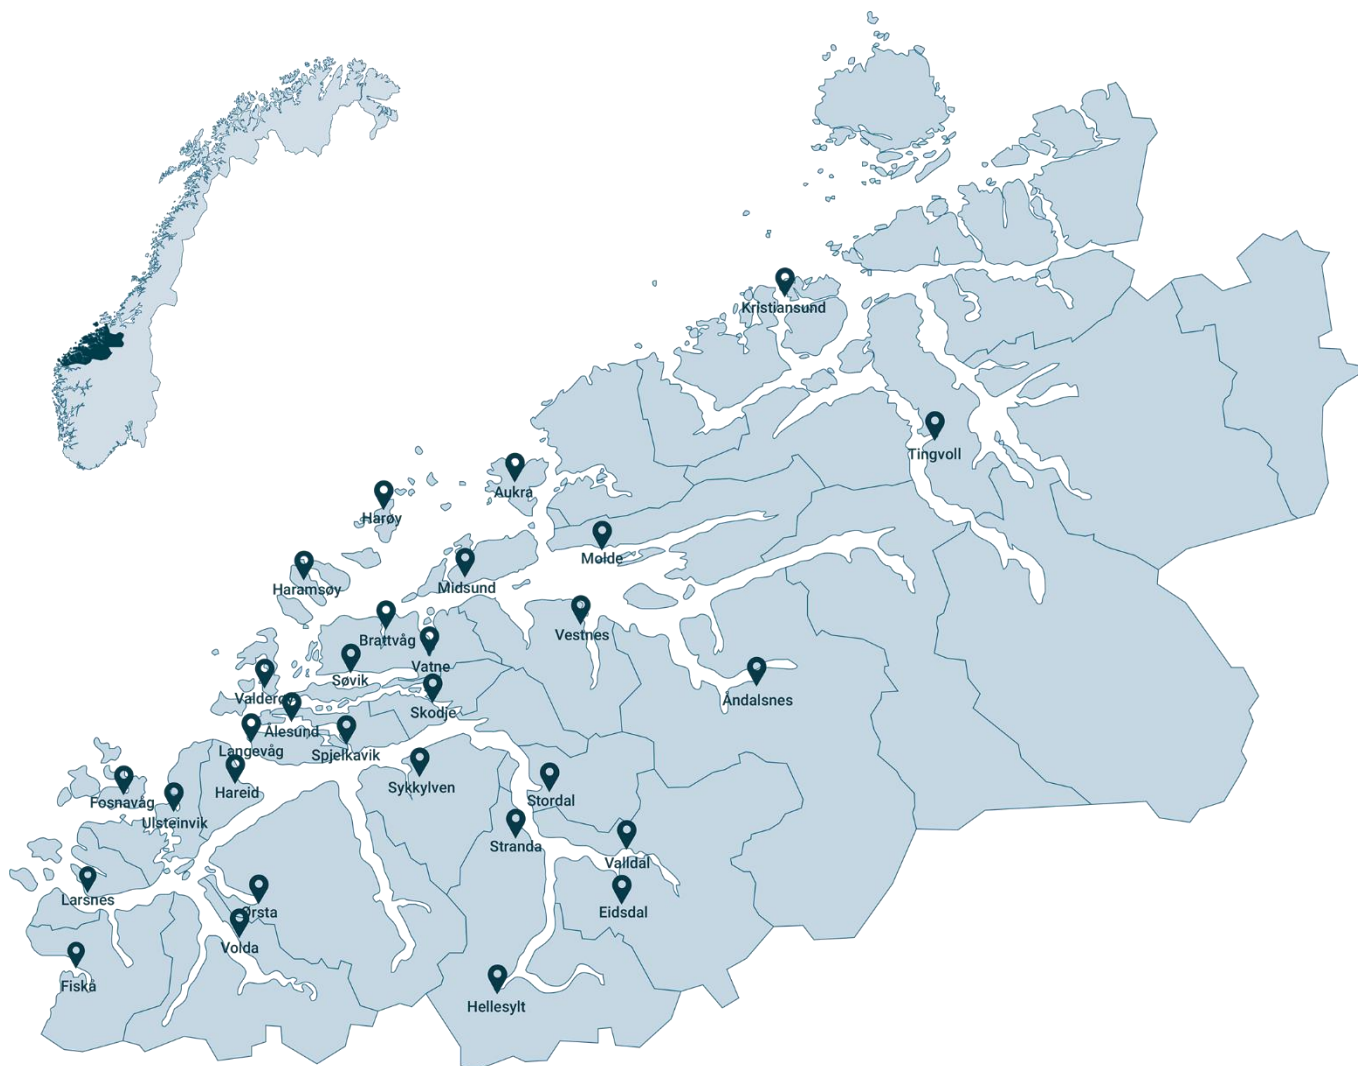 Kristiansund
Tingvoll
Aukra
Harøy
Molde
Midsund
Haramsøy
Vestnes
Brattvåg
Vatne
Søvik
Åndalsnes
Valderøy
Skodje
Ålesund
Langevåg
Spjelkavik
Sykkylven
Hareid
Stordal
Fosnavåg
Ulsteinvik
Stranda
Valldal
Larsnes
Ørsta
Eidsdal
Volda
Fiskå
Hellesylt